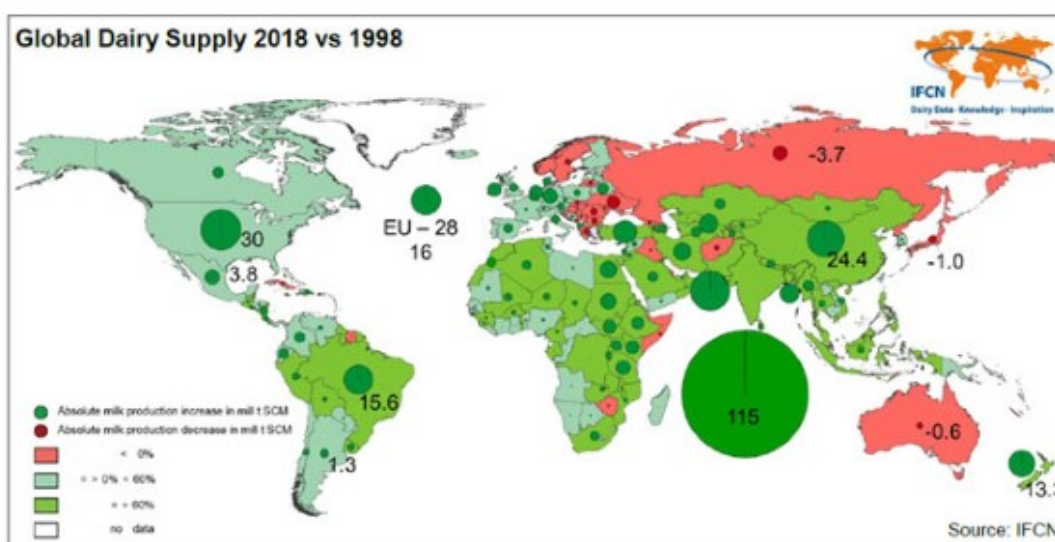 Global Dairy Supply 2018 vs 1998
IFCN
Dairy Data · Knowledge · Inspiration
-3.7
EU – 28
16
30
3.8
24.4
-1.0
15.6
115
-0.6
1.3
13.3
Absolute milk production increase in mill t SCM
Absolute milk production decrease in mill t SCM
< 0%
= > 0% < 60%
= > 60%
no data
Source: IFCN